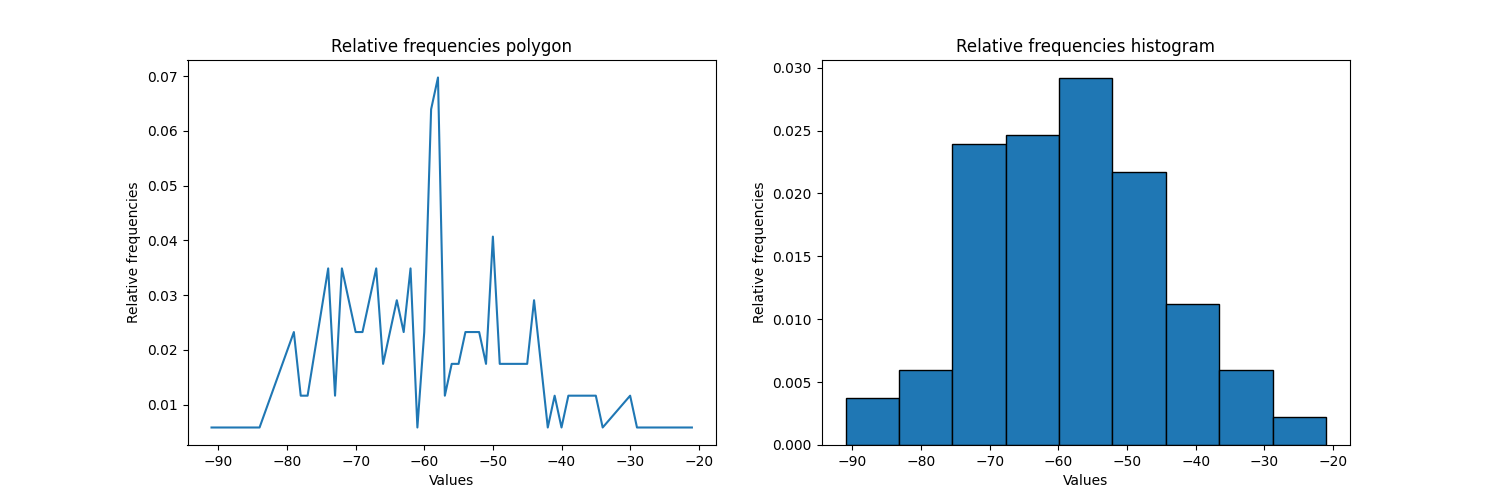 Relative frequencies polygon
Relative frequencies
0.07
0.06
0.05
0.04
0.03
0.02
0.01
−90 −80 −70 −60 −50 −40 −30 −20
Values
Relative frequencies histogram
Relative frequencies
0.030
0.025
0.020
0.015
0.010
0.005
0.000
−90 −80 −70 −60 −50 −40 −30 −20
Values